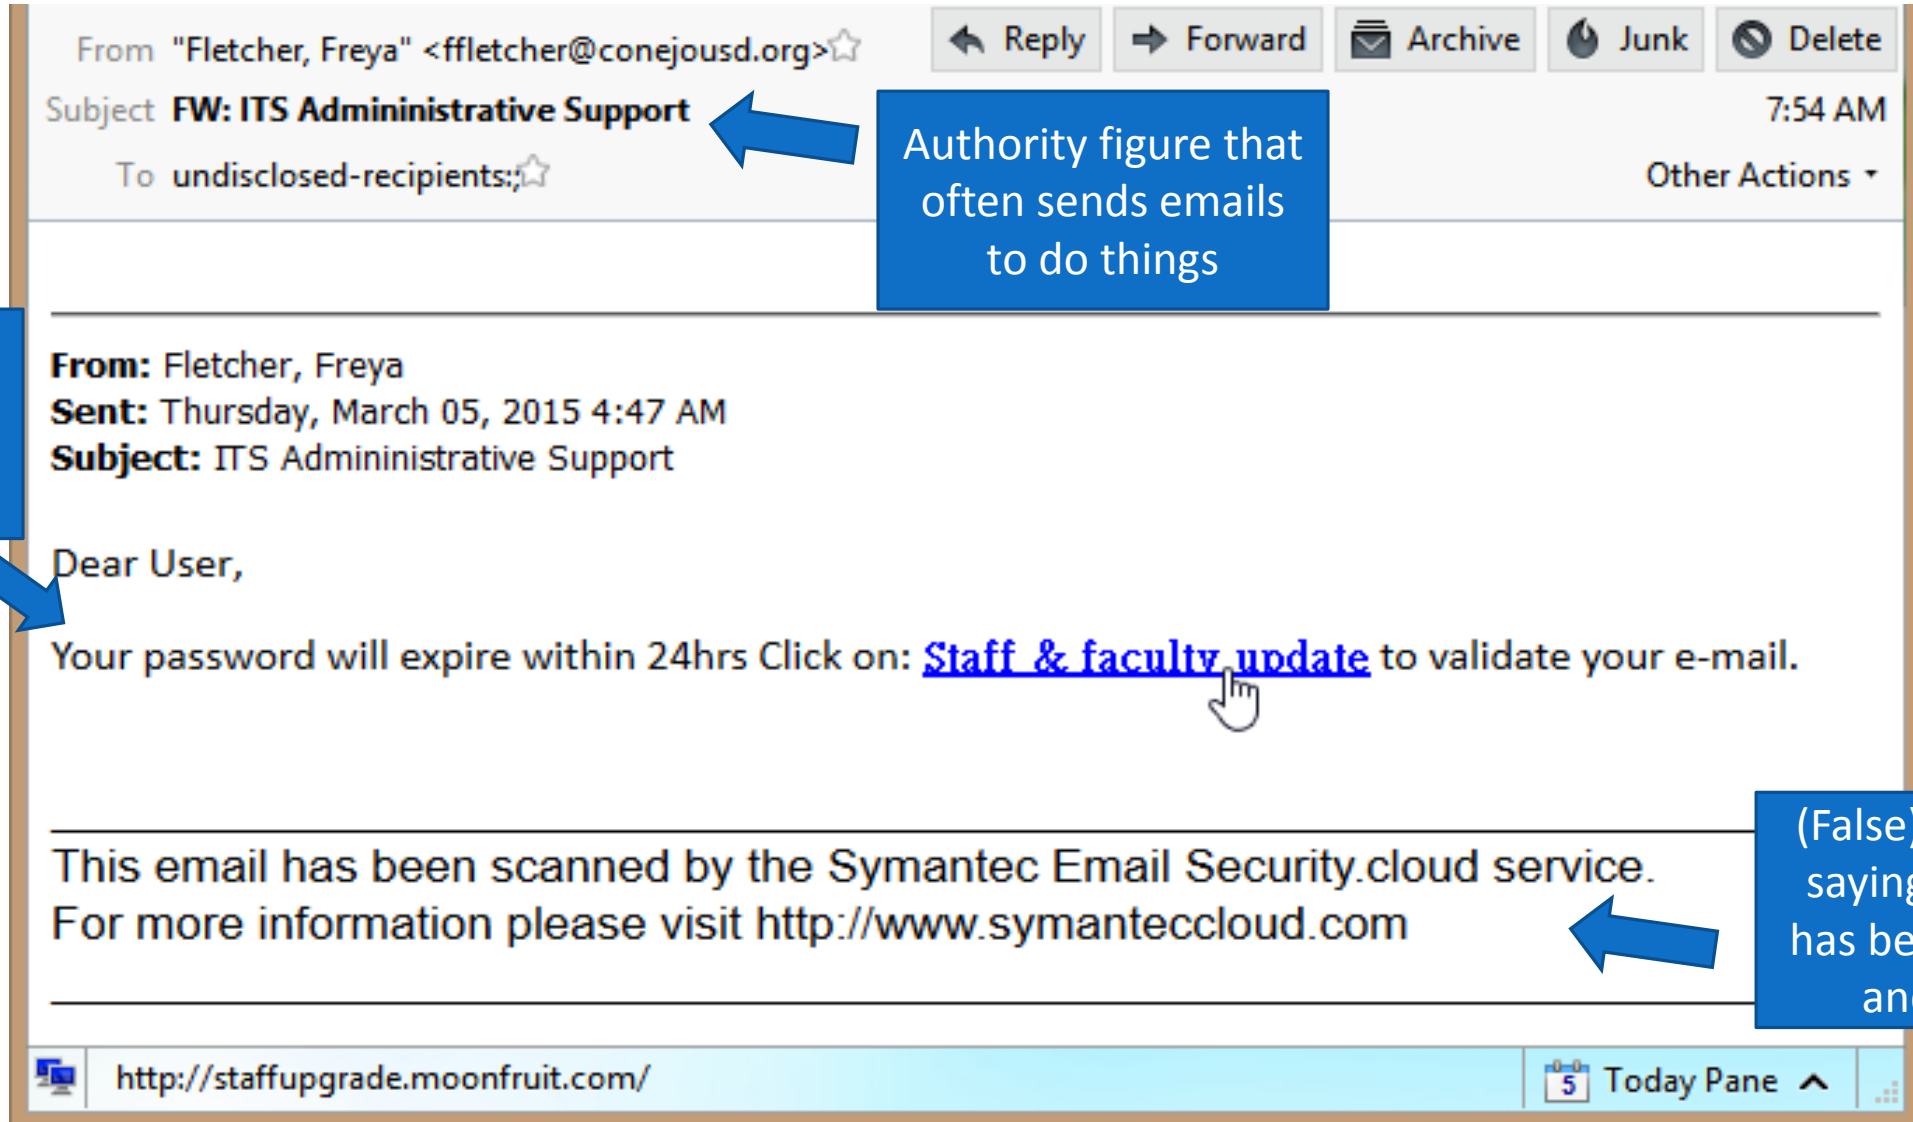 From "Fletcher, Freya" <ffletcher@conejousd.org>
Reply Forward Archive Junk Delete
Subject FW: ITS Admininistrative Support
7:54 AM
To undisclosed-recipients:;
Other Actions
Authority figure that
often sends emails
to do things
From: Fletcher, Freya
Sent: Thursday, March 05, 2015 4:47 AM
Subject: ITS Admininistrative Support
Dear User,
Your password will expire within 24hrs Click on: Staff & faculty update to validate your e-mail.
This email has been scanned by the Symantec Email Security.cloud service.
For more information please visit http://www.symanteccloud.com
(False)
saying
has
http://staffupgrade.moonfruit.com/
5 Today Pane